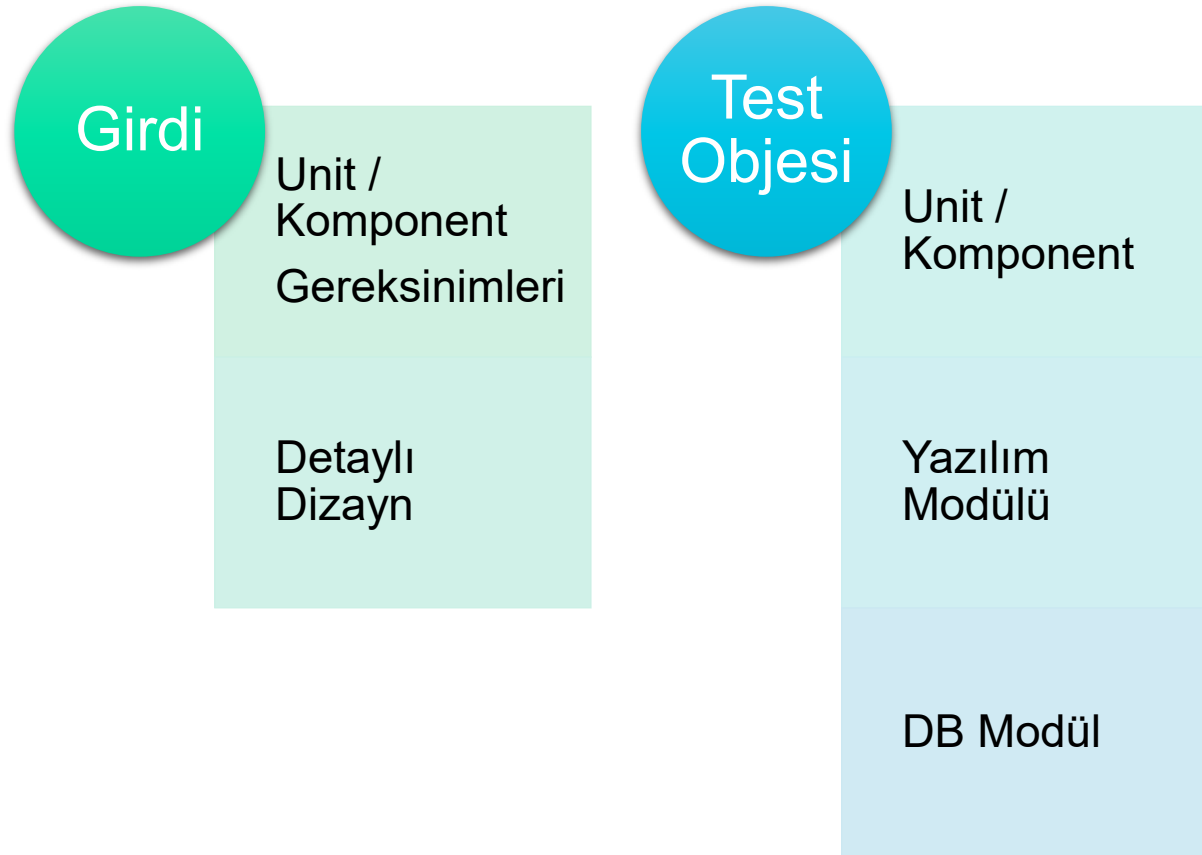 Girdi
Unit /
Komponent
Gereksinimleri
Detaylı
Dizayn
Test
Objesi
Unit /
Komponent
Yazılım
Modülü
DB Modül